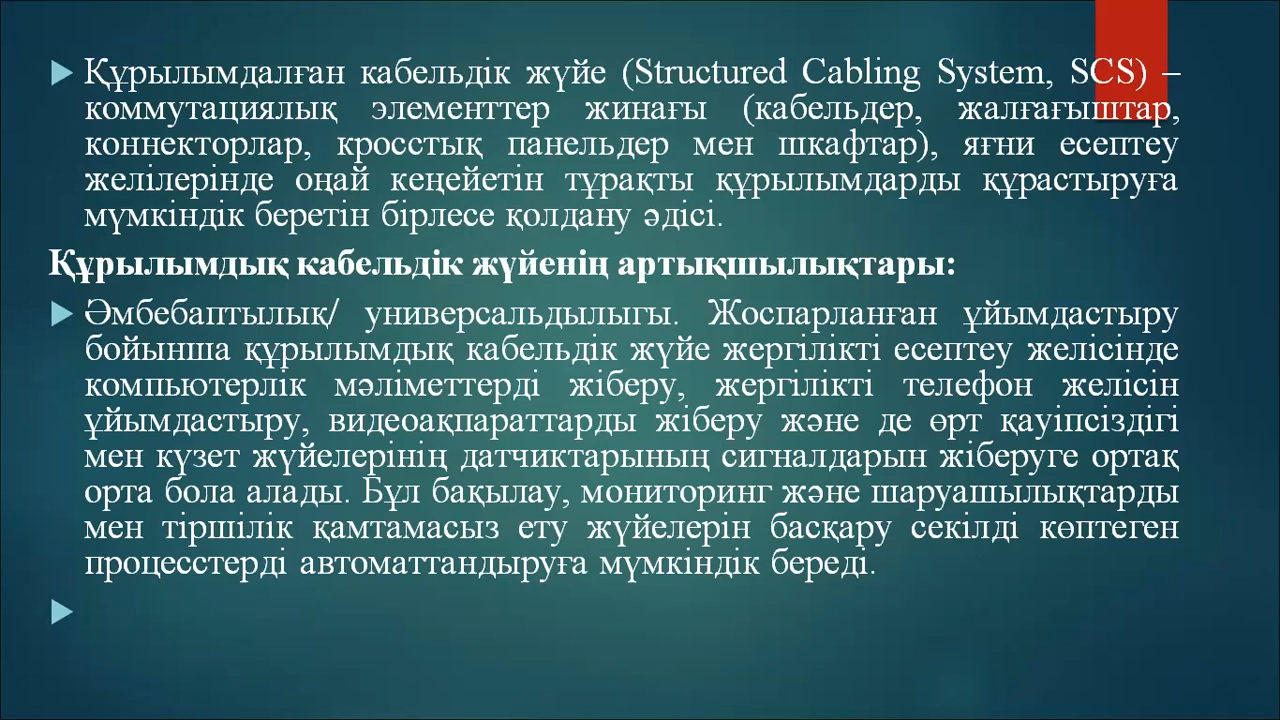 Құрылымдалған кабельдік жүйе (Structured Cabling System, SCS) –
коммутациялық элементтер жинағы (кабельдер, жалғағыштар,
коннекторлар, кросстық панельдер мен шкафтар), яғни есептеу
желілерінде оңай кеңейетін тұрақты құрылымдарды құрастыруға
мүмкіндік беретін бірлесе қолдану әдісі.
Құрылымдық кабельдік жүйенің артықшылықтары:
Әмбебаптылық/ универсальдылыгы. Жоспарланған ұйымдастыру
бойынша құрылымдық кабельдік жүйе жергілікті есептеу желісінде
компьютерлік мәліметтерді жіберу, жергілікті телефон желісін
ұйымдастыру, видеоақпараттарды жіберу және де өрт қауіпсіздігі
мен күзет жүйелерінің датчиктарының сигналдарын жіберуге ортақ
орта бола алады. Бұл бақылау, мониторинг және шаруашылықтарды
мен тіршілік қамтамасыз ету жүйелерін басқару секілді көптеген
процесстерді автоматтандыруға мүмкіндік береді.